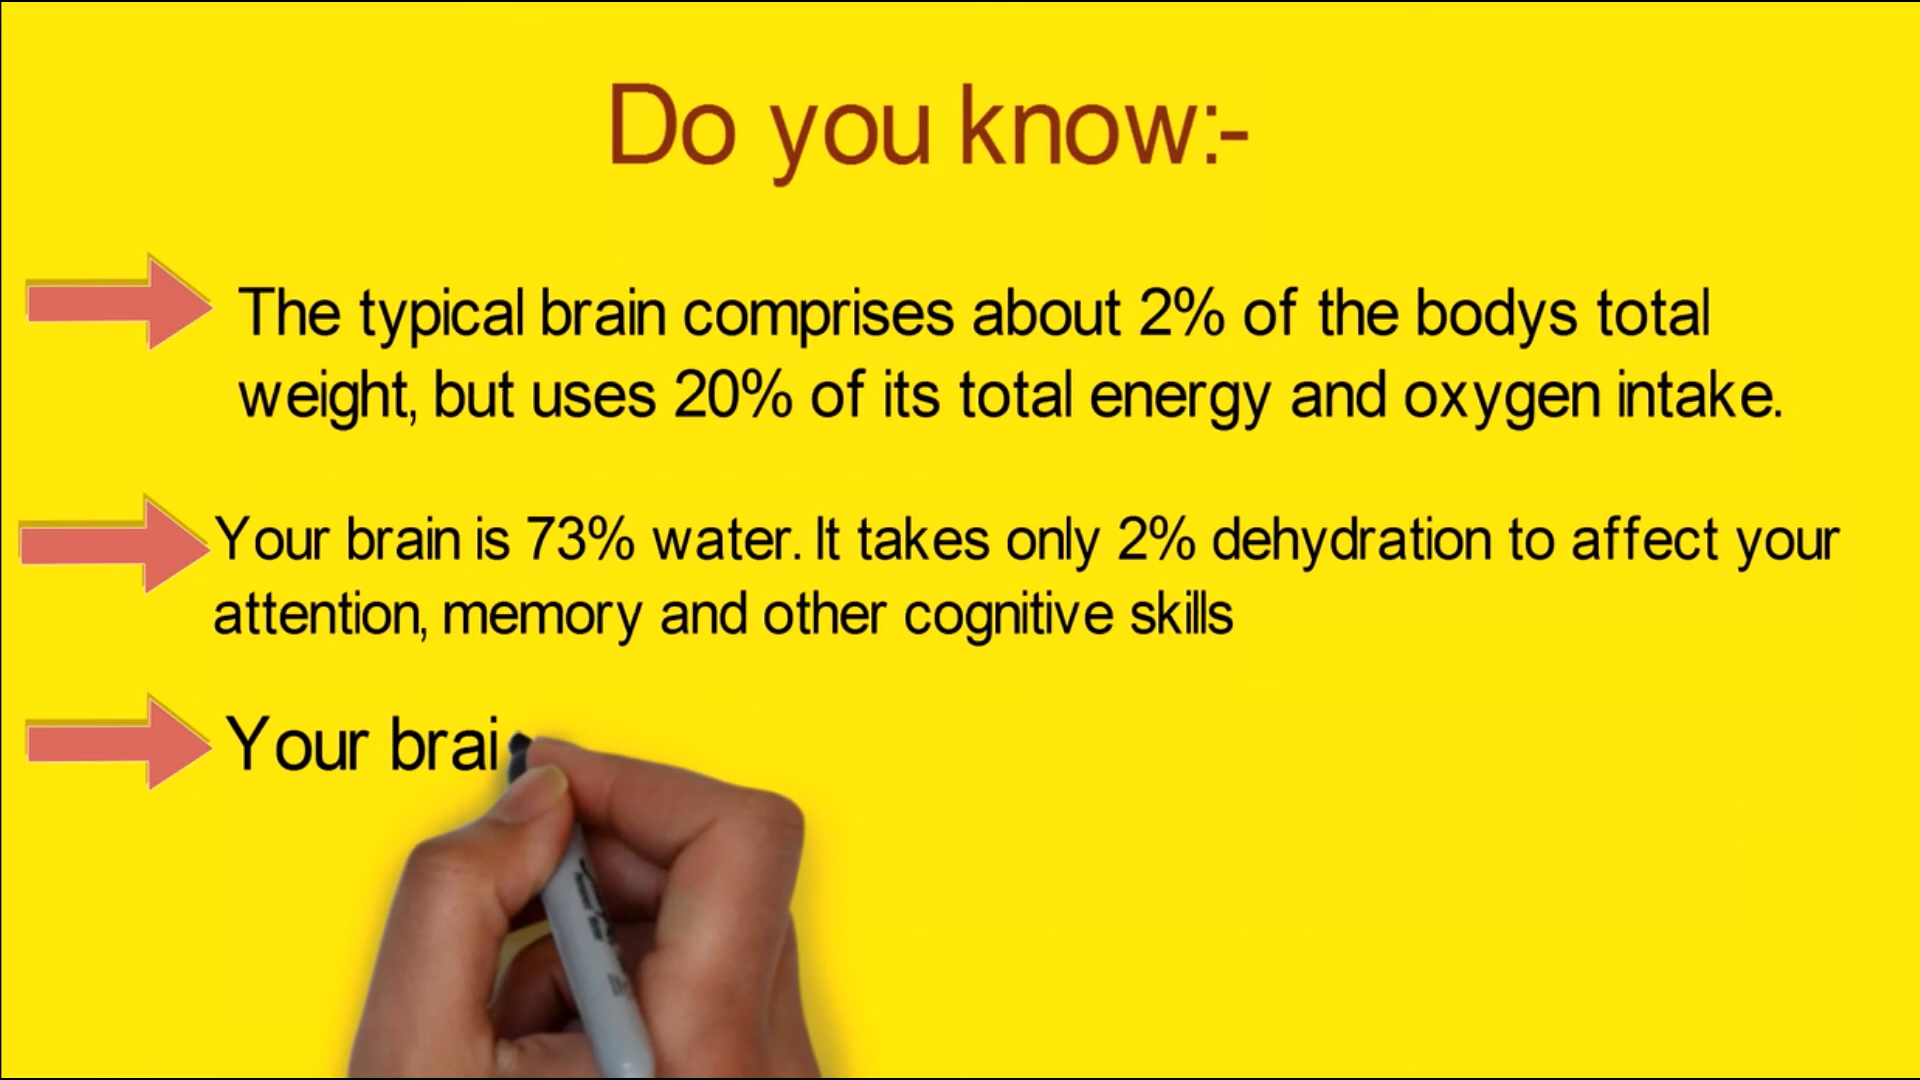 Do you know:-
The typical brain comprises about 2% of the bodys total
weight, but uses 20% of its total energy and oxygen intake.
Your brain is 73% water. It takes only 2% dehydration to affect your
attention, memory and other cognitive skills
Your brai